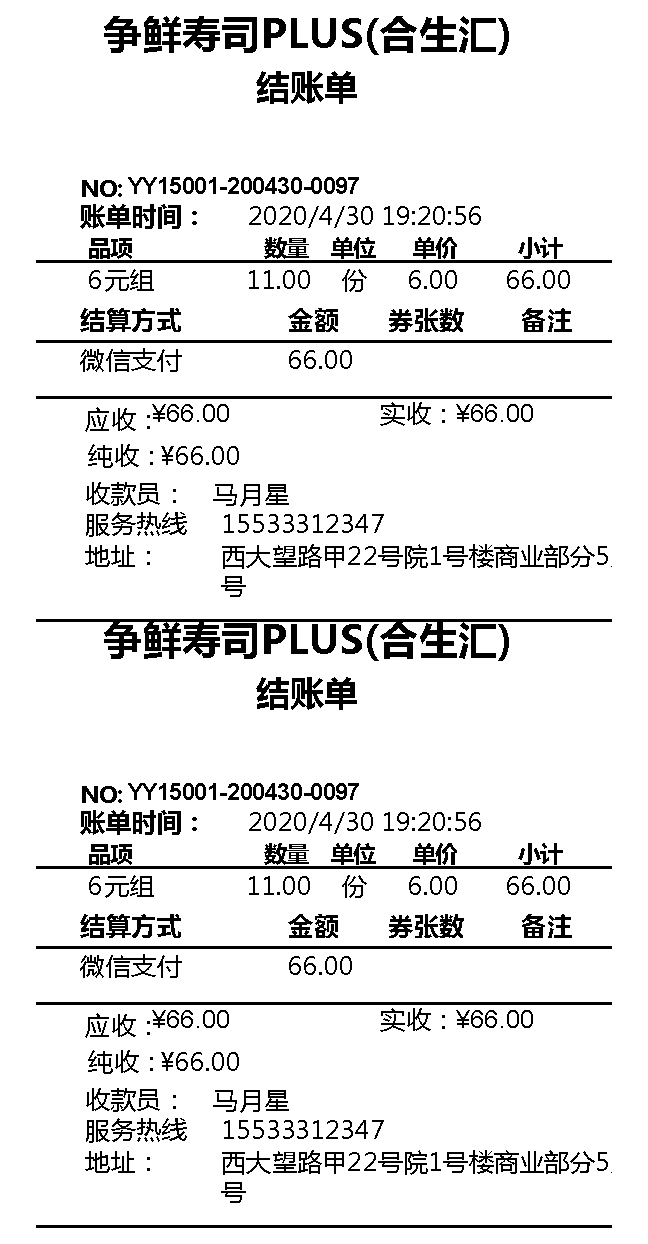 争鲜寿司PLUS(合生汇)
结账单
NO: YY15001-200430-0097
账单时间： 2020/4/30 19:20:56
品项 数量 单位 单价 小计
6元组 11.00 份 6.00 66.00
结算方式 金额 券张数 备注
微信支付 66.00
应收：¥66.00 实收：¥66.00
纯收：¥66.00
收款员： 马月星
服务热线 15533312347
地址： 西大望路甲22号院1号楼商业部分5
号
争鲜寿司PLUS(合生汇)
结账单
NO: YY15001-200430-0097
账单时间： 2020/4/30 19:20:56
品项 数量 单位 单价 小计
6元组 11.00 份 6.00 66.00
结算方式 金额 券张数 备注
微信支付 66.00
应收：¥66.00 实收：¥66.00
纯收：¥66.00
收款员： 马月星
服务热线 15533312347
地址： 西大望路甲22号院1号楼商业部分5
号